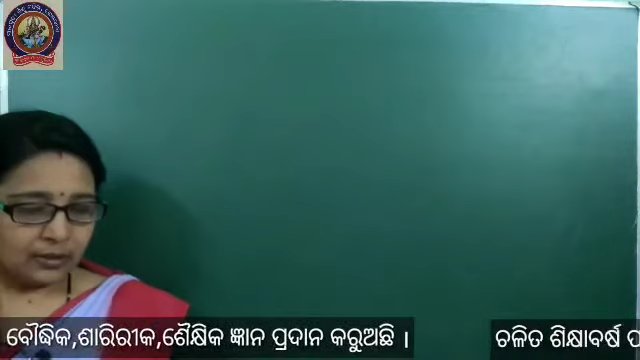 ବୌଦ୍ଧିକ,ଶାରିରୀକ,ଶୈକ୍ଷିକ ଜ୍ଞାନ ପ୍ରଦାନ କରୁଅଛି । ଚଳିତ ଶିକ୍ଷାବର୍ଷ